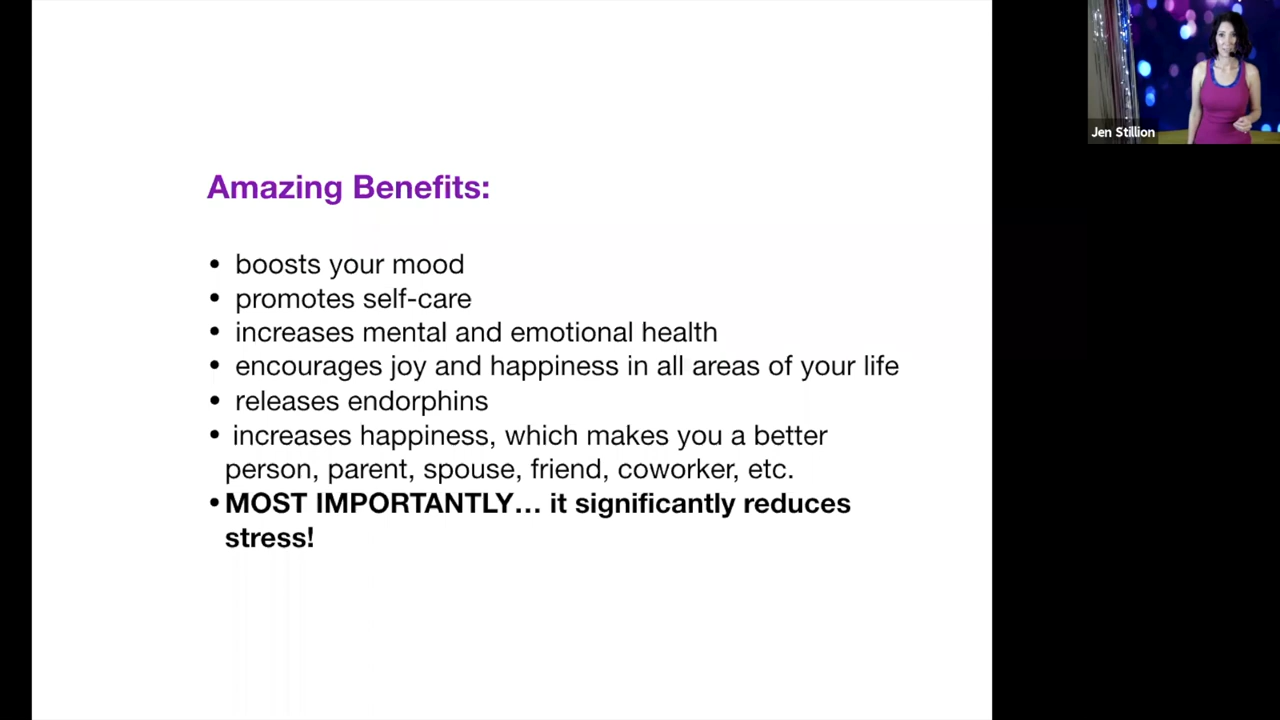 Amazing Benefits:
• boosts your mood
• promotes self-care
• increases mental and emotional health
• encourages joy and happiness in all areas of your life
• releases endorphins
• increases happiness, which makes you a better
person, parent, spouse, friend, coworker, etc.
• MOST IMPORTANTLY… it significantly reduces
stress!
Jen Stillion